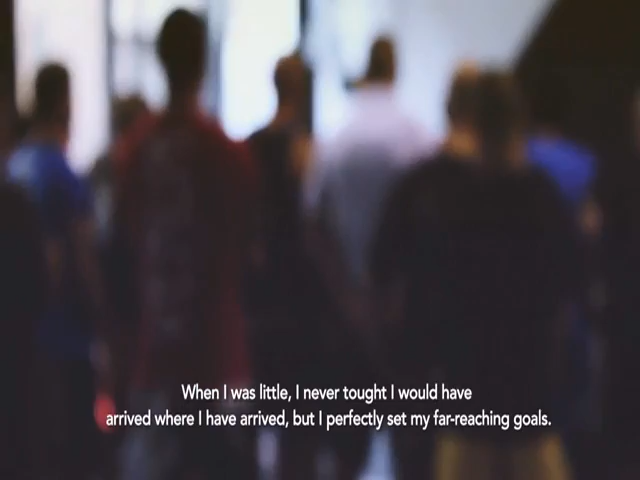 When I was little, I never tought I would have
arrived where I have arrived, but I perfectly set my far-reaching goals.